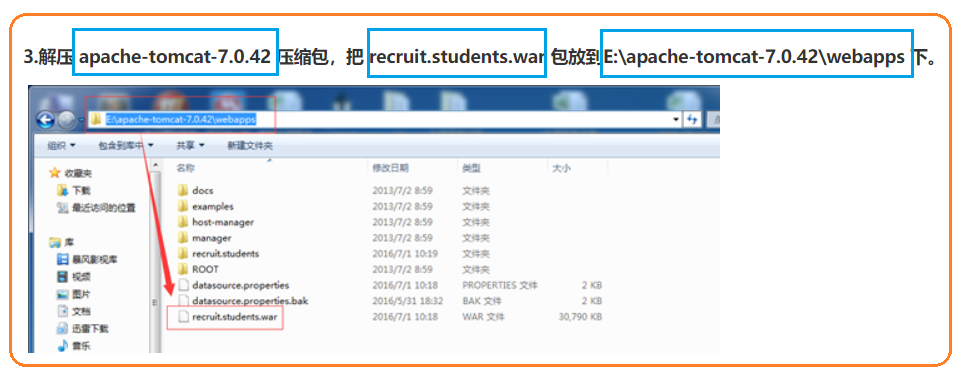 3.解压 apache-tomcat-7.0.42 压缩包，把 recruit.students.war 包放到E:\apache-tomcat-7.0.42\webapps 下。
E:\apache-tomcat-7.0.42\webapps
组织 包含到库中 共享 新建文件夹
名称 修改日期 类型 大小
收藏夹
下载
最近访问的位置
库
暴风影视库
视频
图片
文档
迅雷下载
音乐
docs 2013/7/2 8:59 文件夹
examples 2013/7/2 8:59 文件夹
host-manager 2013/7/2 8:59 文件夹
manager 2013/7/2 8:59 文件夹
recruit.students 2016/7/1 10:19 文件夹
ROOT 2013/7/2 8:59 文件夹
datasource.properties 2016/7/1 10:18 PROPERTIES 文件 2 KB
datasource.properties.bak 2016/5/31 18:32 BAK 文件 2 KB
recruit.students.war 2016/7/1 10:18 WAR 文件 30,790 KB